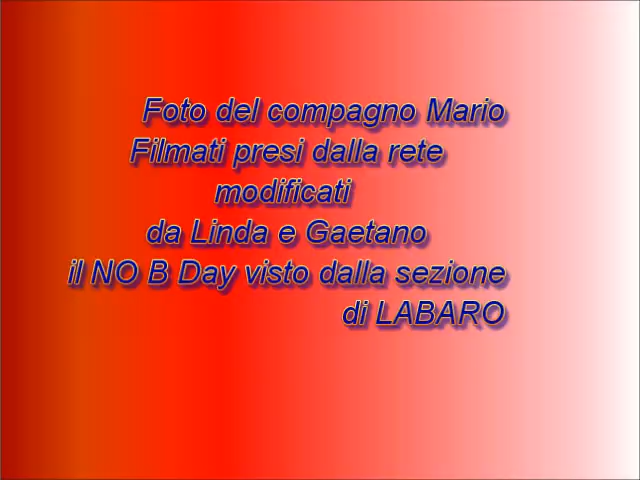 Foto del compagno Mario
Filmati presi dalla rete
modificati
da Linda e Gaetano
il NO B Day visto dalla sezione
di LABARO